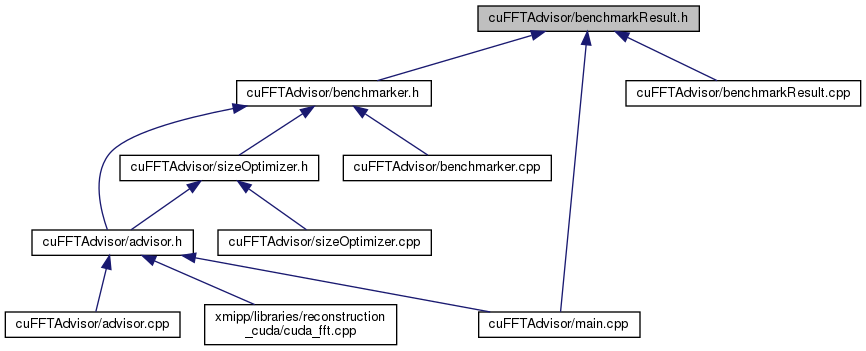 cuFFTAdvisor/benchmarkResult.h
cuFFTAdvisor/benchmarker.h
cuFFTAdvisor/benchmarkResult.cpp
cuFFTAdvisor/sizeOptimizer.h
cuFFTAdvisor/benchmarker.cpp
cuFFTAdvisor/advisor.h
cuFFTAdvisor/sizeOptimizer.cpp
cuFFTAdvisor/advisor.cpp
xmipp/libraries/reconstruction
_cuda/cuda_fft.cpp
cuFFTAdvisor/main.cpp